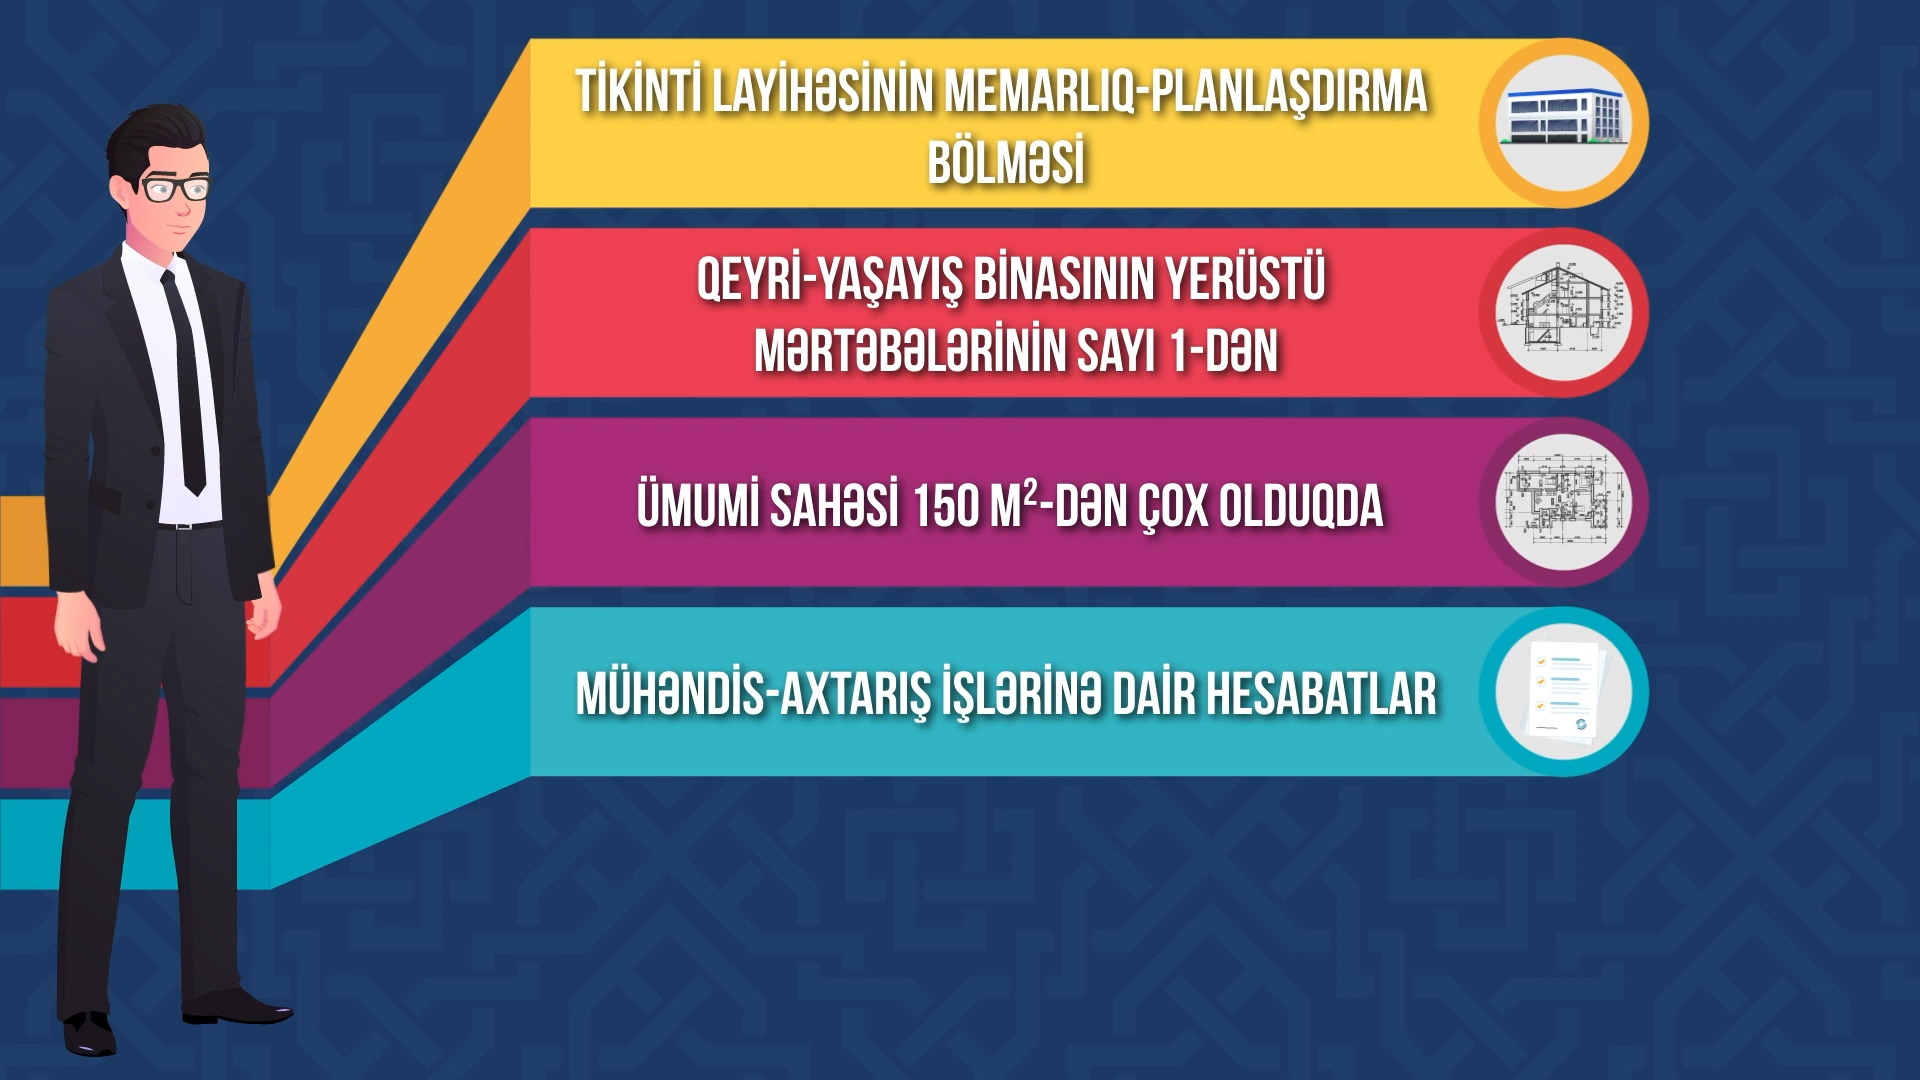 TİKİNTİ LAYİHƏSİNİN MEMARLIQ-PLANLAŞDIRMA
BÖLMƏSİ
QEYRİ-YAŞAYIŞ BİNASININ YERÜSTÜ
MƏRTƏBƏLƏRİNİN SAYI 1-DƏN
ÜMUMİ SAHƏSİ 150 M²-DƏN ÇOX OLDUQDA
MÜHƏNDİS-AXTARIŞ İŞLƏRİNƏ DAİR HESABATLAR